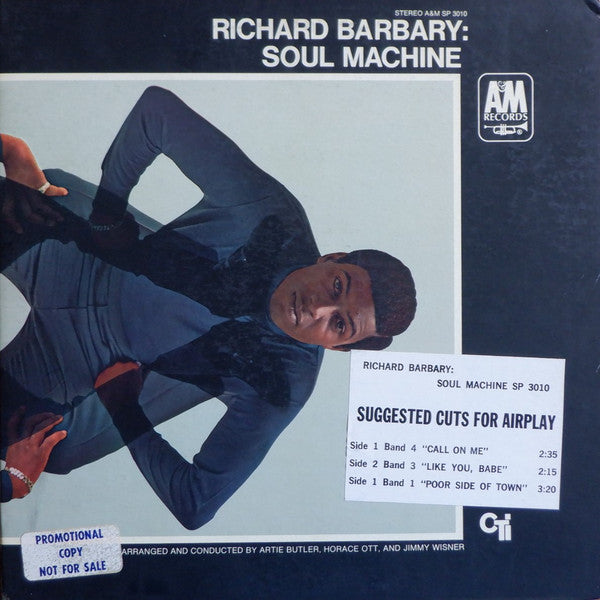 STEREO A&M SP 3010
RICHARD BARBARY:
SOUL MACHINE
A&M
RECORDS
®
RICHARD BARBARY:
SOUL MACHINE SP 3010
SUGGESTED CUTS FOR AIRPLAY
Side 1 Band 4 "CALL ON ME" 2:35
Side 2 Band 3 "LIKE YOU, BABE" 2:15
Side 1 Band 1 "POOR SIDE OF TOWN" 3:20
CTi
PROMOTIONAL
COPY
NOT FOR SALE
ARRANGED AND CONDUCTED BY ARTIE BUTLER, HORACE OTT, AND JIMMY WISNER